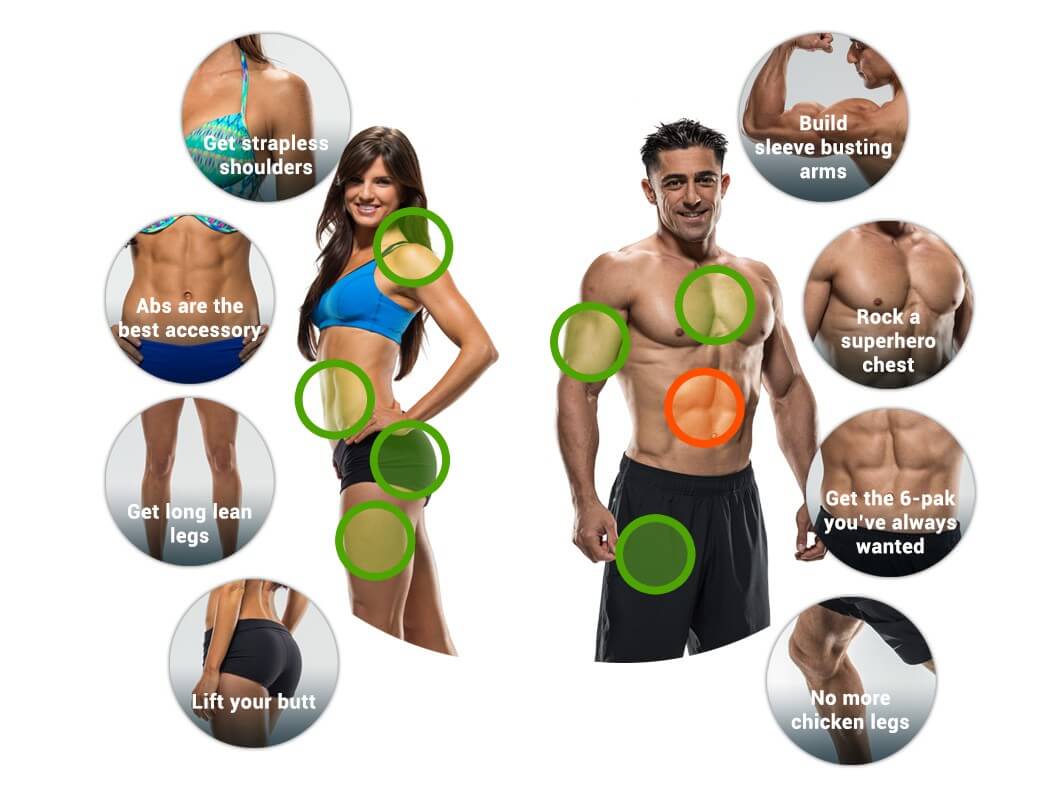 Get strapless
shoulders
Abs are the
best accessory
Get long lean
legs
Lift your butt
Build
sleeve busting
arms
Rock a
superhero
chest
Get the 6-pak
you've always
wanted
No more
chicken legs